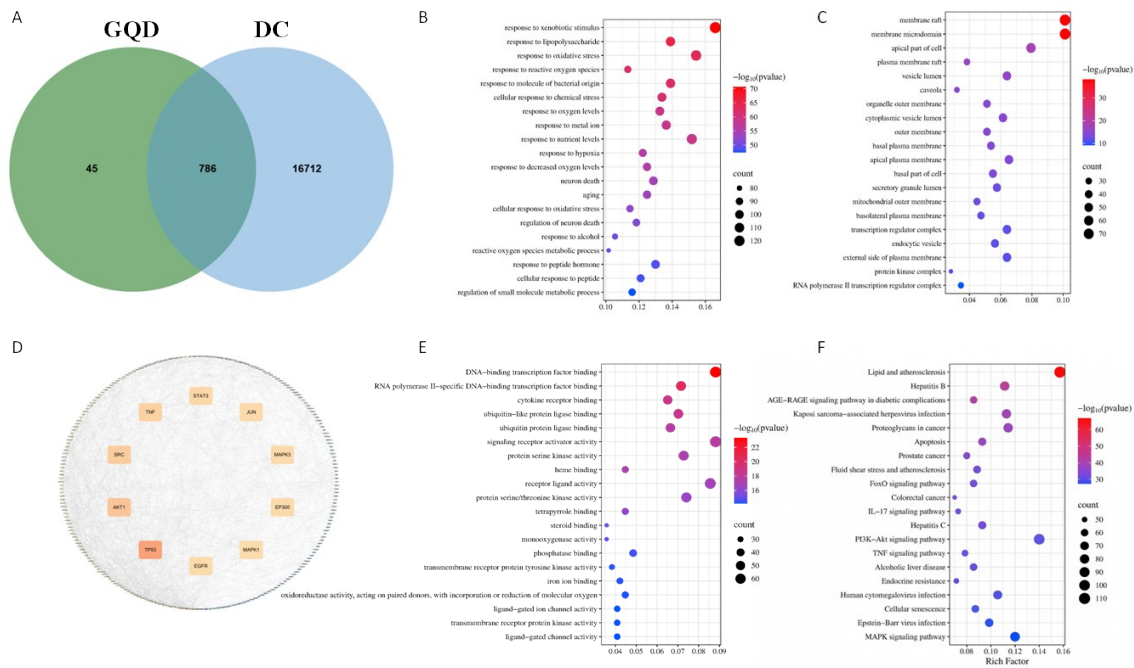 A
GQD
DC
45
786
16712
B
response to xenobiotic stimulus
response to lipopolysaccharide
response to oxidative stress
response to reactive oxygen species
response to molecule of bacterial origin
cellular response to chemical stress
response to oxygen levels
response to metal ion
response to nutrient levels
response to hypoxia
response to decreased oxygen levels
neuron death
aging
cellular response to oxidative stress
regulation of neuron death
response to alcohol
reactive oxygen species metabolic process
response to peptide hormone
cellular response to peptide
regulation of small molecule metabolic process
0.10 0.12 0.14 0.16
−log10(pvalue)
70
65
60
55
50
count
80
90
100
110
120
C
membrane raft
membrane microdomain
apical part of cell
plasma membrane raft
vesicle lumen
caveola
organelle outer membrane
cytoplasmic vesicle lumen
outer membrane
basal plasma membrane
apical plasma membrane
basal part of cell
secretory granule lumen
mitochondrial outer membrane
basolateral plasma membrane
transcription regulator complex
endocytic vesicle
external side of plasma membrane
protein kinase complex
RNA polymerase II transcription regulator complex
0.04 0.06 0.08 0.10
−log10(pvalue)
30
20
10
count
30
40
50
60
70
D
STAT3
TNF
JUN
SRC
MAPK3
AKT1
EP300
TP53
MAPK1
EGFR
E
DNA-binding transcription factor binding
RNA polymerase II-specific DNA-binding transcription factor binding
cytokine receptor binding
ubiquitin-like protein ligase binding
ubiquitin protein ligase binding
signaling receptor activator activity
protein serine kinase activity
heme binding
receptor ligand activity
protein serine/threonine kinase activity
tetrapyrrole binding
steroid binding
monooxygenase activity
phosphatase binding
transmembrane receptor protein tyrosine kinase activity
iron ion binding
oxidoreductase activity, acting on paired donors, with incorporation or reduction of molecular oxygen
ligand-gated ion channel activity
transmembrane receptor protein kinase activity
ligand-gated channel activity
0.04 0.05 0.06 0.07 0.08 0.09
−log10(pvalue)
22
20
18
16
14
count
30
40
50
60
F
Lipid and atherosclerosis
Hepatitis B
AGE-RAGE signaling pathway in diabetic complications
Kaposi sarcoma-associated herpesvirus infection
Proteoglycans in cancer
Apoptosis
Prostate cancer
Fluid shear stress and atherosclerosis
FoxO signaling pathway
Colorectal cancer
IL-17 signaling pathway
Hepatitis C
PI3K-Akt signaling pathway
TNF signaling pathway
Alcoholic liver disease
Endocrine resistance
Human cytomegalovirus infection
Cellular senescence
Epstein-Barr virus infection
MAPK signaling pathway
0.08 0.10 0.12 0.14 0.16
Rich Factor
−log10(pvalue)
60
50
40
30
count
50
60
70
80
90
100
110